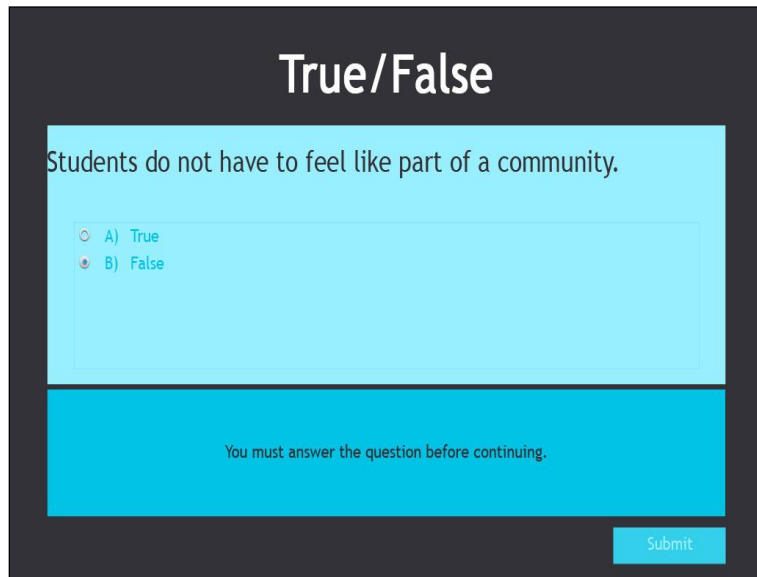 True/False
Students do not have to feel like part of a community.
A) True
B) False
You must answer the question before continuing.
Submit